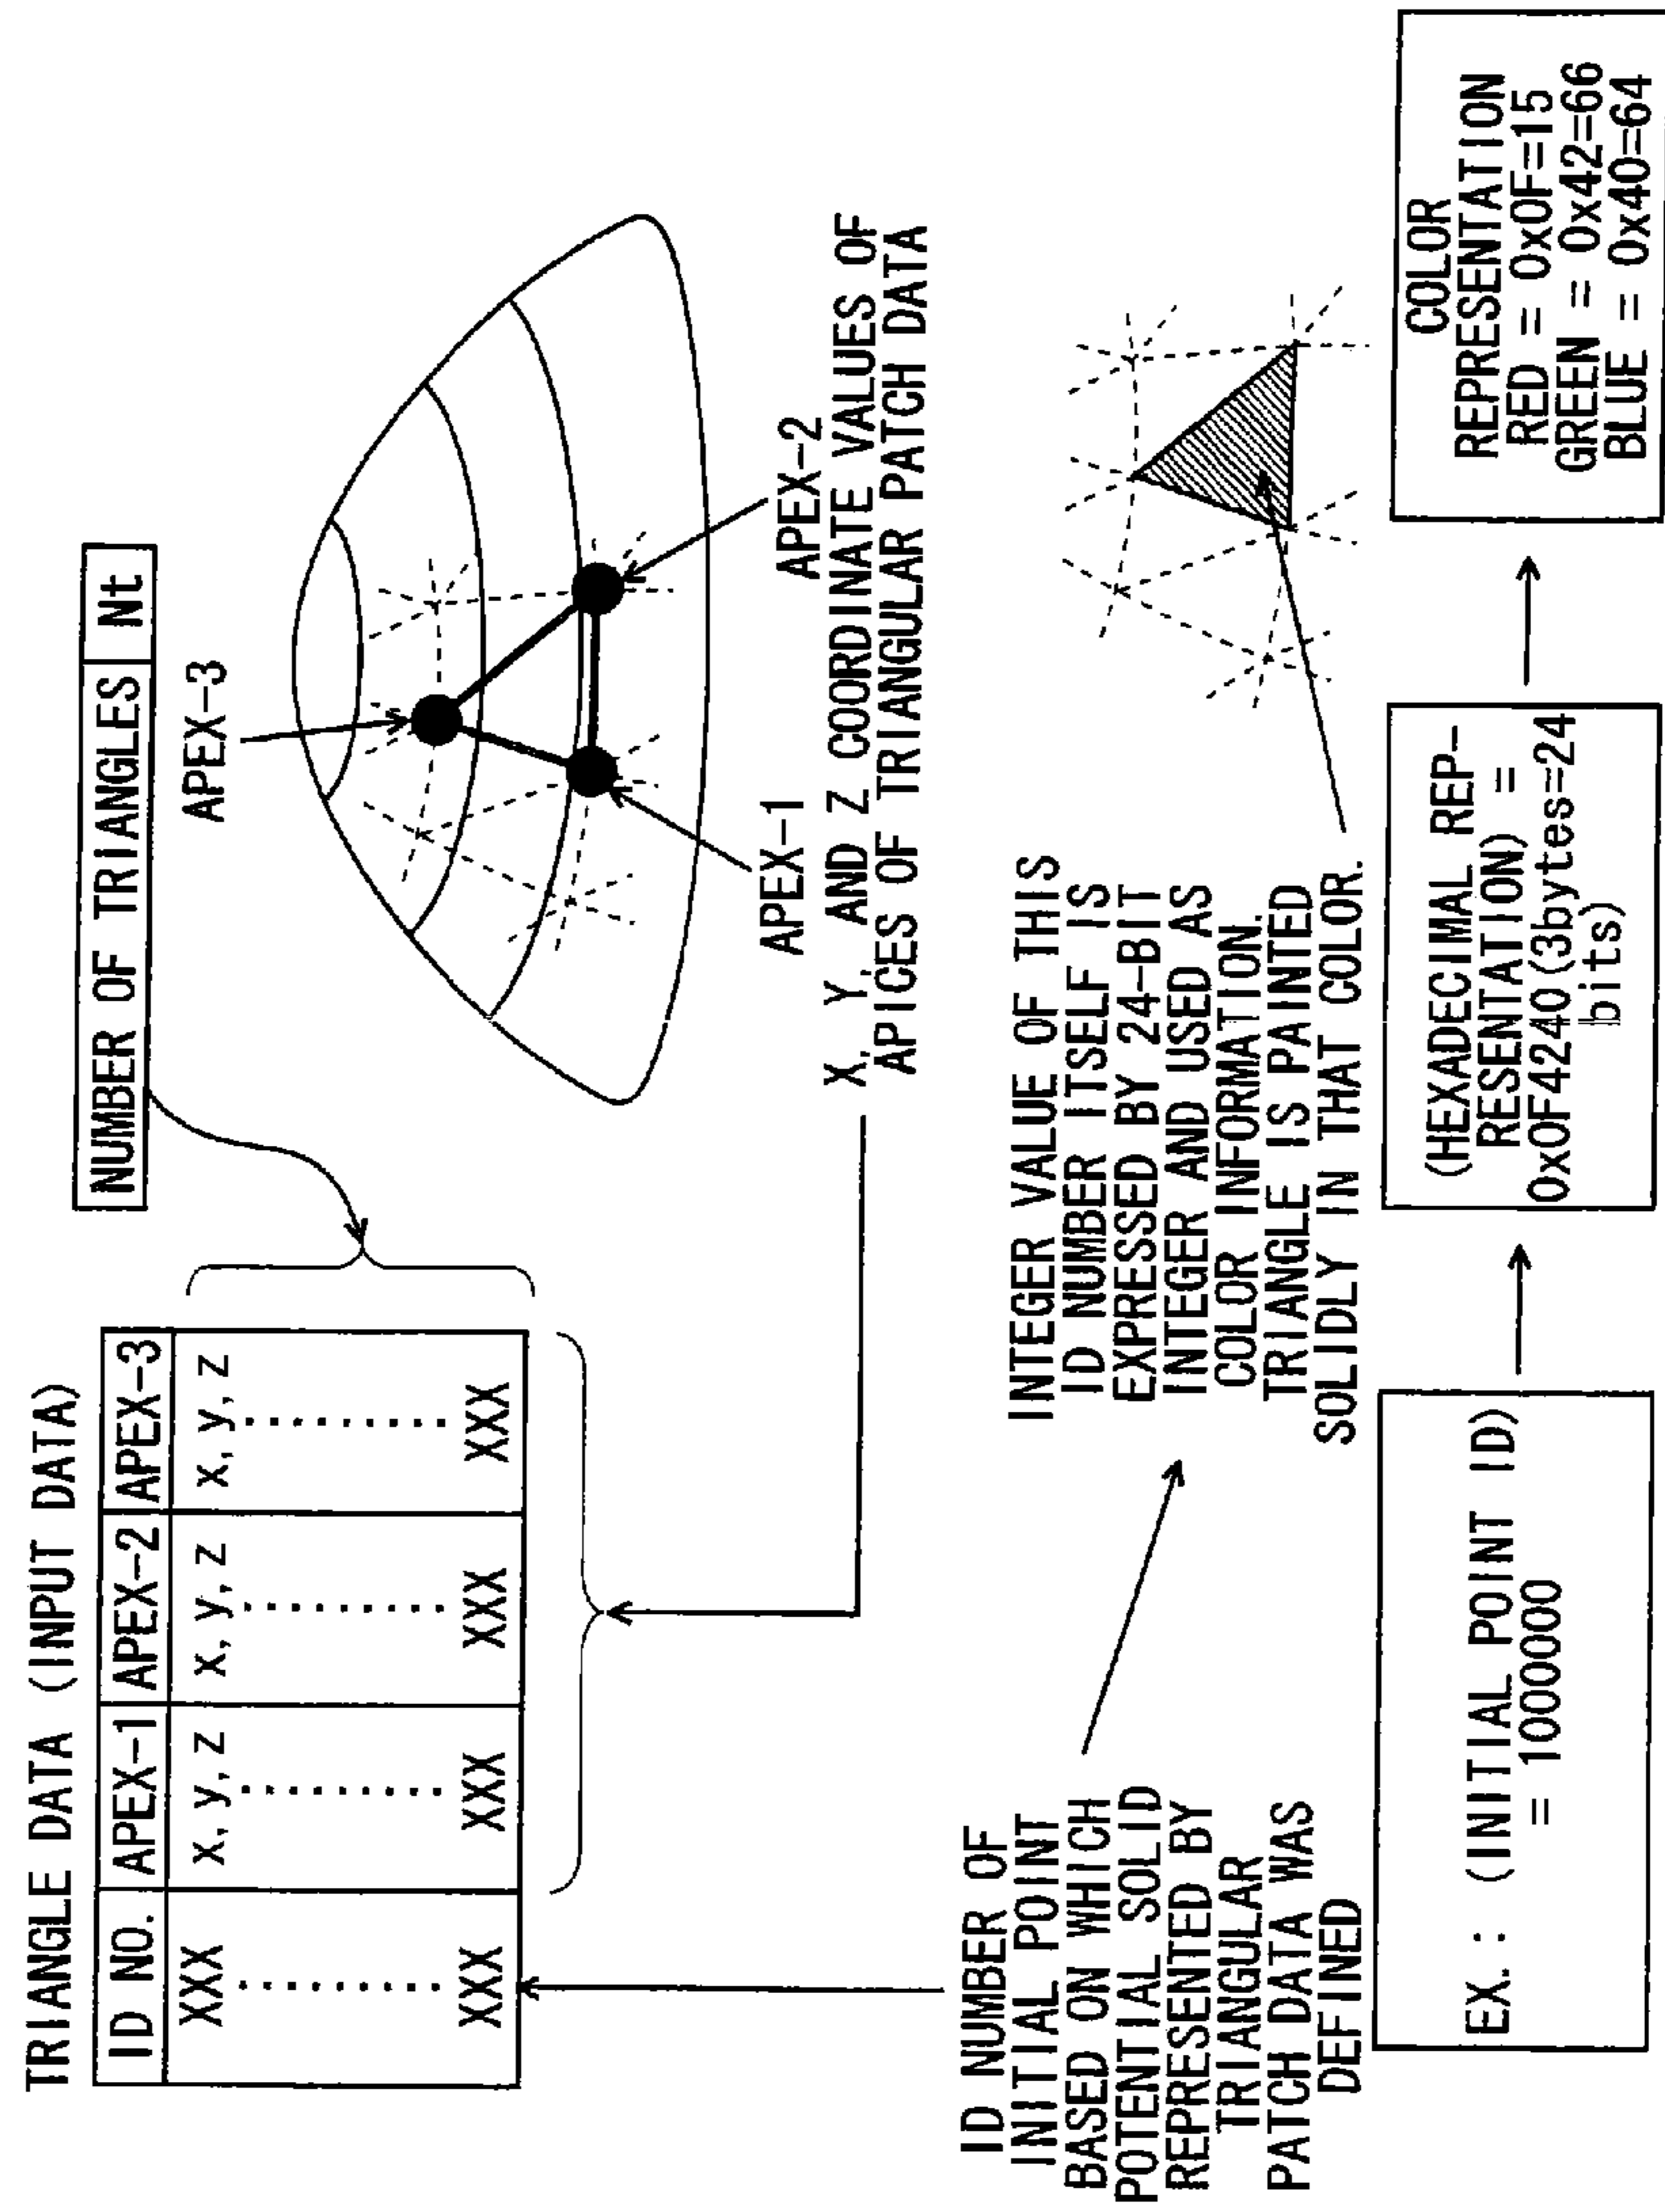 TRIANGLE DATA (INPUT DATA)
ID NO. APEX-1 APEX-2 APEX-3
XXX x,y,z x,y,z x,y,z
XXX XXX XXX XXX
NUMBER OF TRIANGLES Nt
APEX-3
APEX-1
APEX-2
X, Y, AND Z COORDINATE VALUES OF
APICES OF TRIANGULAR PATCH DATA
ID NUMBER OF
INITIAL POINT
BASED ON WHICH
POTENTIAL SOLID
REPRESENTED BY
TRIANGULAR
PATCH DATA WAS
DEFINED
INTEGER VALUE OF THIS
ID NUMBER ITSELF IS
EXPRESSED BY 24-BIT
INTEGER AND USED AS
COLOR INFORMATION.
TRIANGLE IS PAINTED
SOLIDLY IN THAT COLOR.
EX.: (INITIAL POINT ID)
= 1000000
(HEXADECIMAL REP-
RESENTATION) =
0x0F4240(3bytes=24
bits)
COLOR
REPRESENTATION
RED = 0x0F=15
GREEN = 0x42=66
BLUE = 0x40=64